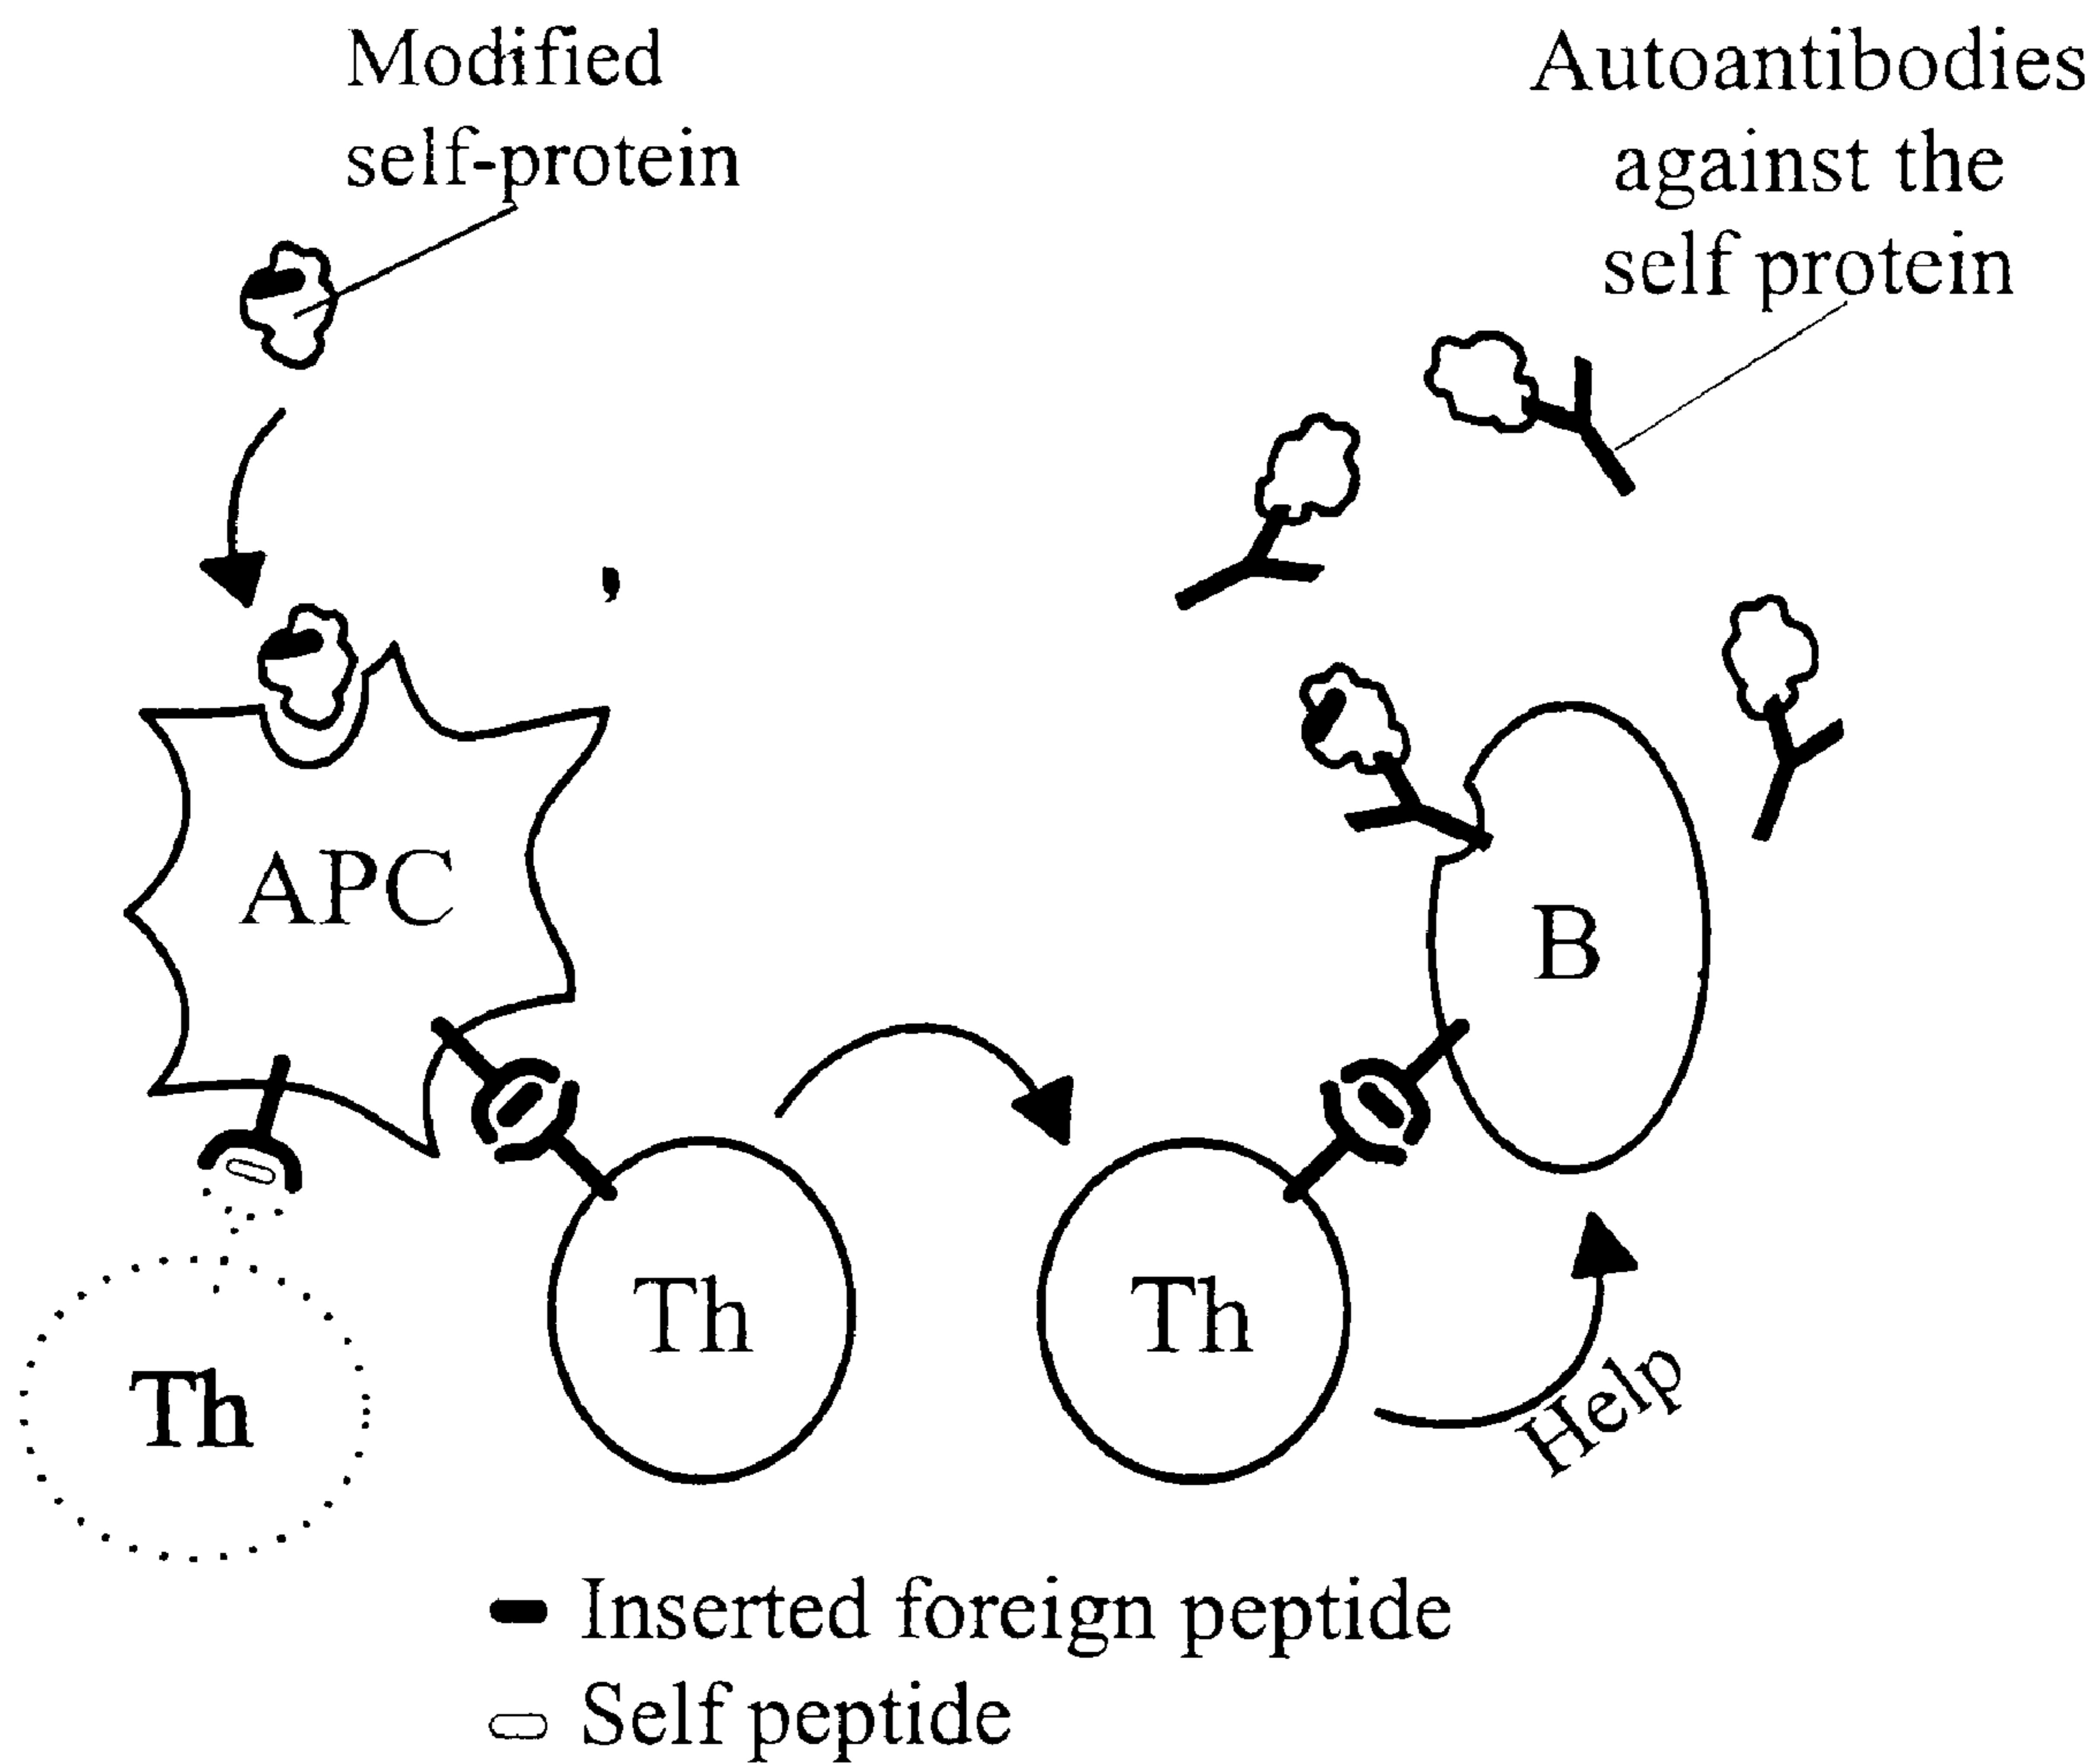 Modified
self-protein
Autoantibodies
against the
self protein
APC
B
Th
Th
Th
Help
Inserted foreign peptide
Self peptide